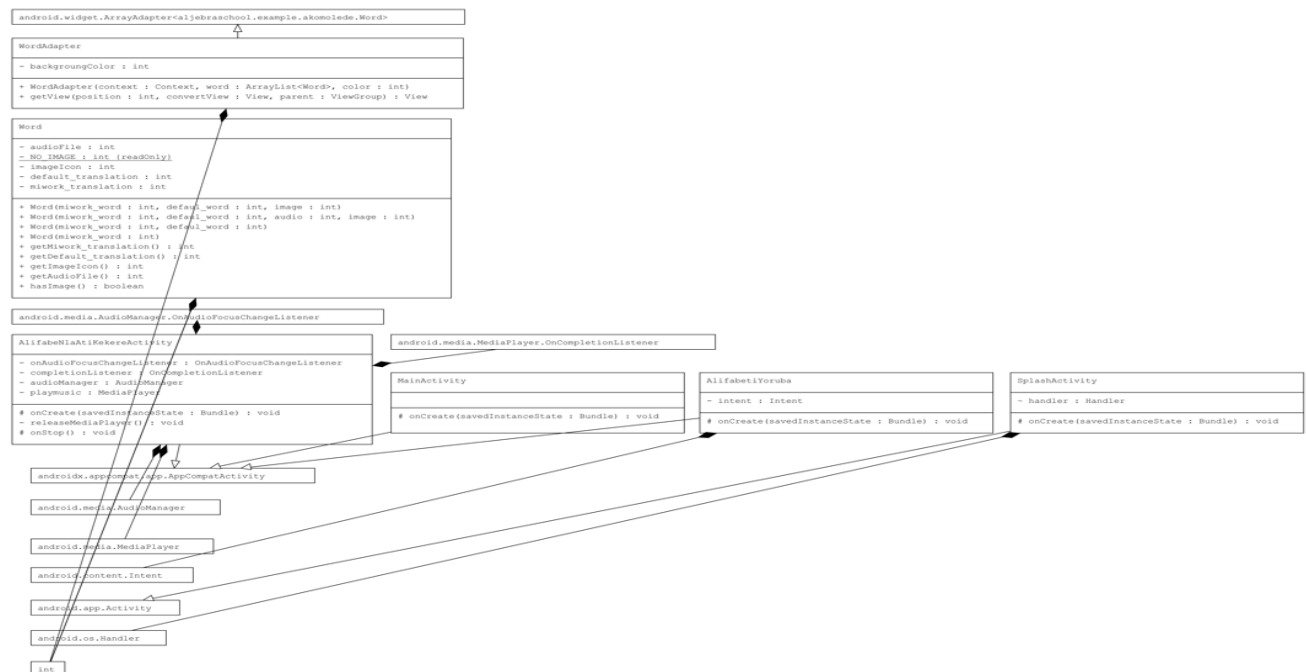 android.widget.ArrayAdapter<aljebraschool.example.akomolede.Word>
WordAdapter
- backgroungColor : int
+ WordAdapter(context : Context, word : ArrayList<Word>, color : int)
+ getView(position : int, convertView : View, parent : ViewGroup) : View
Word
- audioFile : int
- NO_IMAGE : int {readOnly}
- imageIcon : int
- default_translation : int
- miwork_translation : int
+ Word(miwork_word : int, defaul_word : int, image : int)
+ Word(miwork_word : int, defaul_word : int, audio : int, image : int)
+ Word(miwork_word : int, defaul_word : int)
+ Word(miwork_word : int)
+ getMiwork_translation() : int
+ getDefault_translation() : int
+ getImageIcon() : int
+ getAudioFile() : int
+ hasImage() : boolean
android.media.AudioManager.OnAudioFocusChangeListener
AlifabeNlaAtiKekereActivity
- onAudioFocusChangeListener : OnAudioFocusChangeListener
- completionListener : OnCompletionListener
- audioManager : AudioManager
- playmusic : MediaPlayer
# onCreate(savedInstanceState : Bundle) : void
- releaseMediaPlayer() : void
# onStop() : void
android.media.MediaPlayer.OnCompletionListener
MainActivity
# onCreate(savedInstanceState : Bundle) : void
AlifabetiYoruba
- intent : Intent
# onCreate(savedInstanceState : Bundle) : void
SplashActivity
- handler : Handler
# onCreate(savedInstanceState : Bundle) : void
androidx.appcompat.app.AppCompatActivity
android.media.AudioManager
android.media.MediaPlayer
android.content.Intent
android.app.Activity
android.os.Handler
int